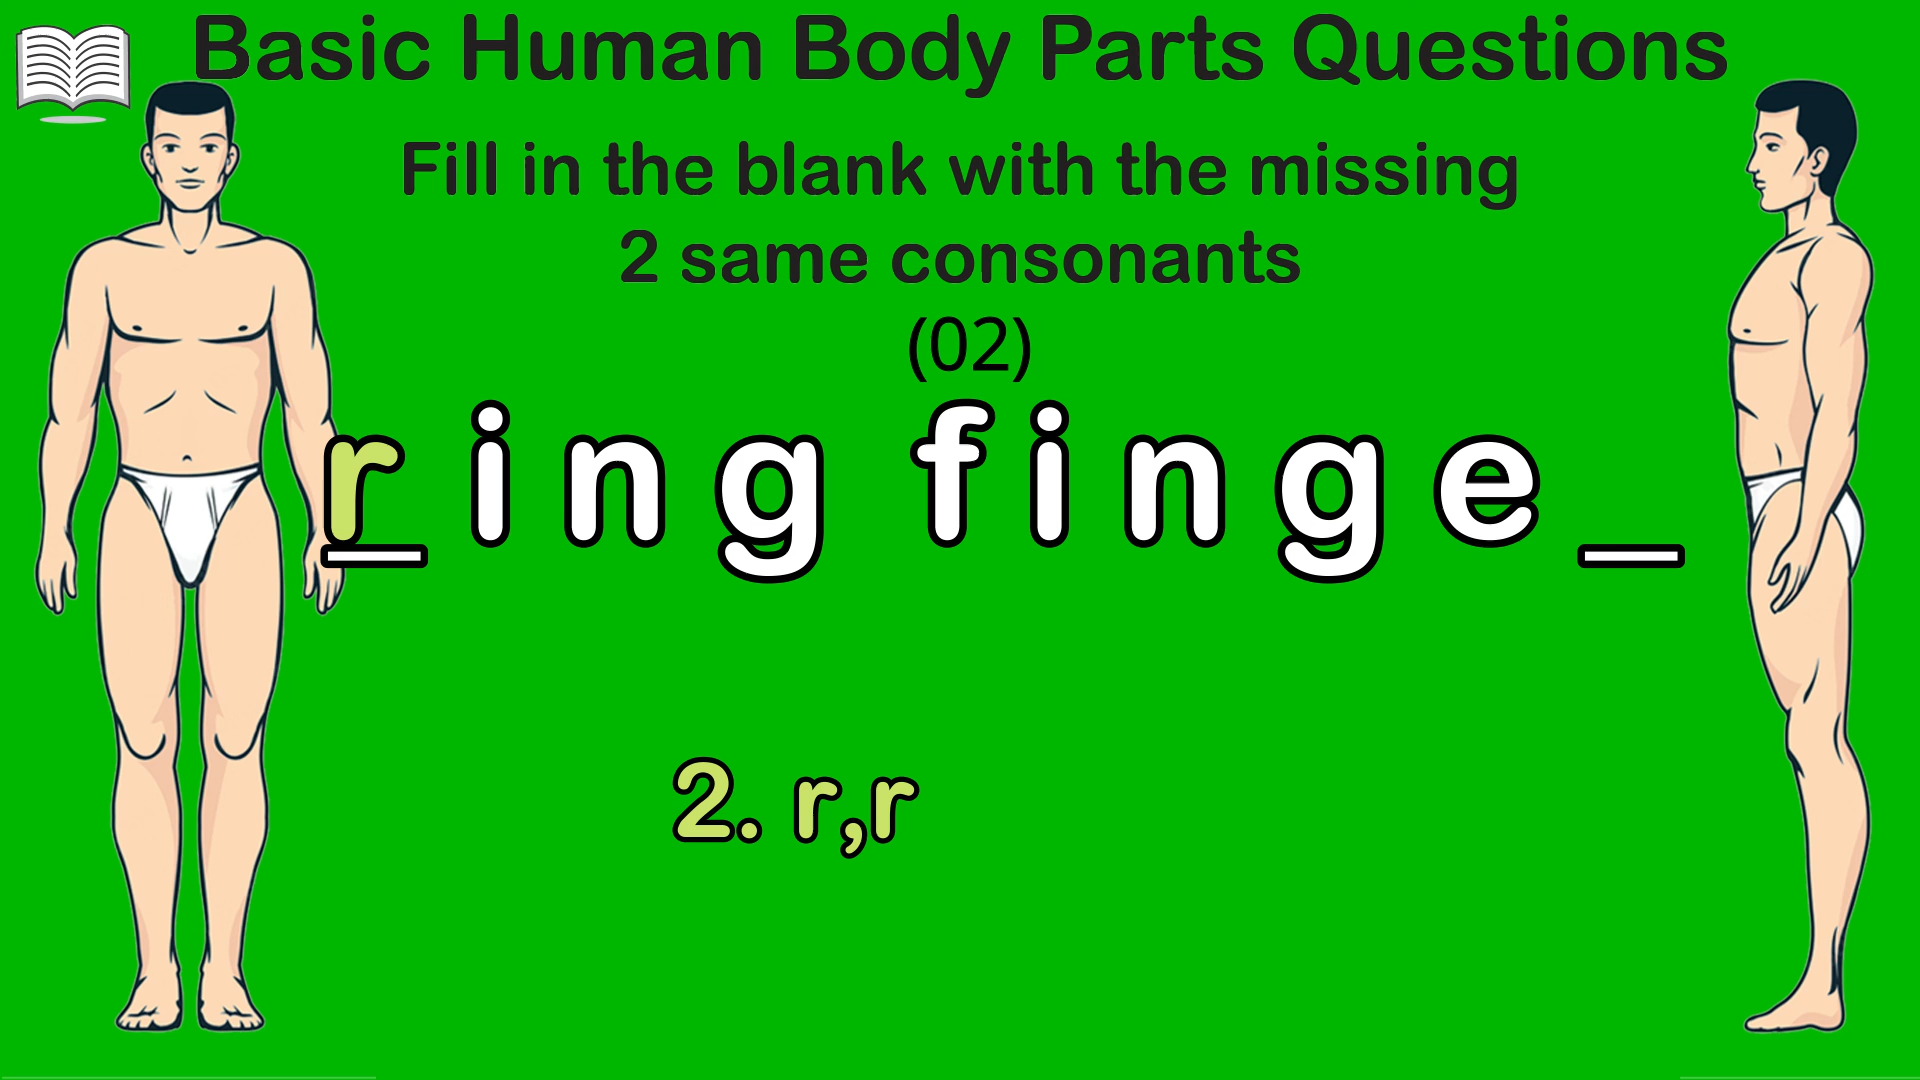 Basic Human Body Parts Questions
Fill in the blank with the missing
2 same consonants
(02)
r i n g f i n g e _
2. r,r